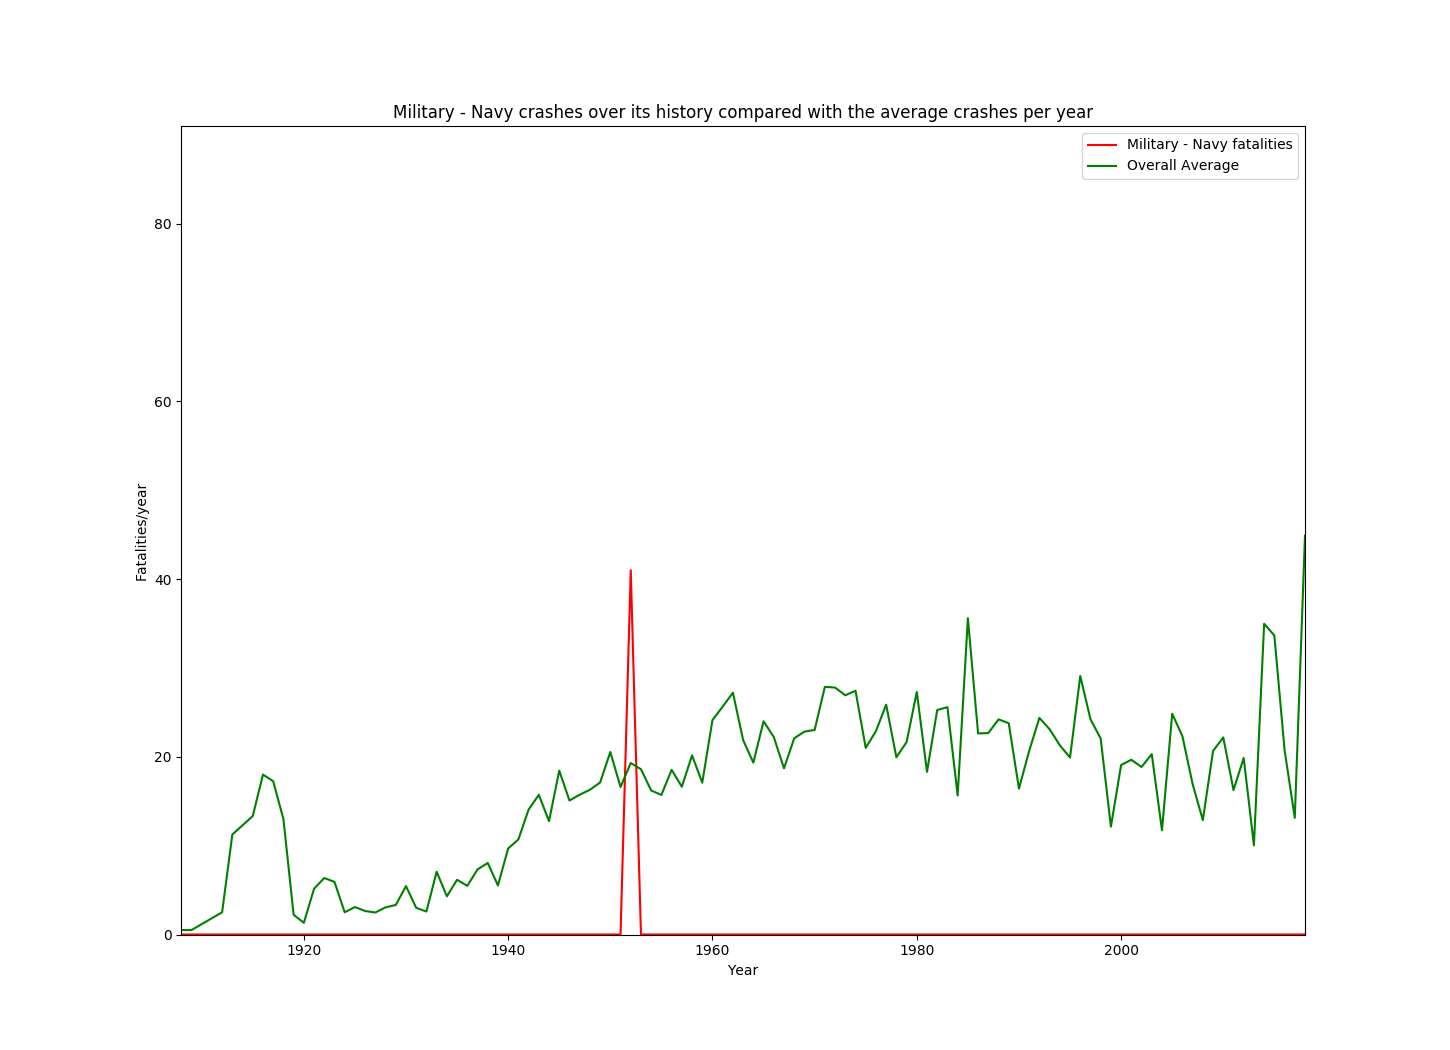 Military - Navy crashes over its history compared with the average crashes per year
Military - Navy fatalities
Overall Average
80
60
40
20
0
Fatalities/year
1920 1940 1960 1980 2000
Year